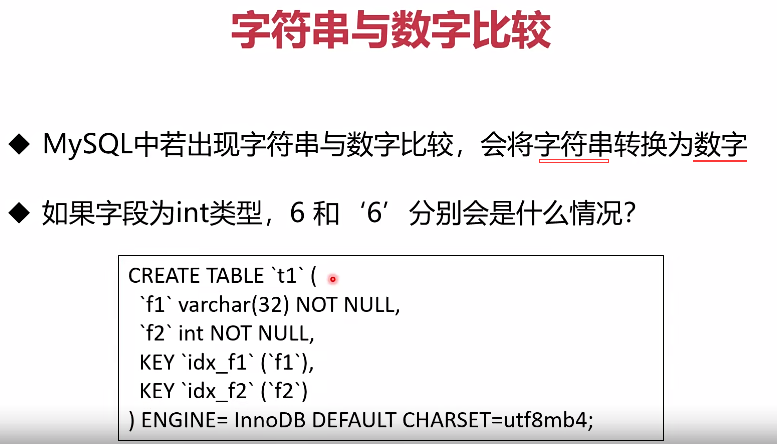 字符串与数字比较
◆ MySQL中若出现字符串与数字比较，会将字符串转换为数字
◆ 如果字段为int类型，6 和‘6’分别会是什么情况？
CREATE TABLE `t1` (
`f1` varchar(32) NOT NULL,
`f2` int NOT NULL,
KEY `idx_f1` (`f1`),
KEY `idx_f2` (`f2`)
) ENGINE= InnoDB DEFAULT CHARSET=utf8mb4;